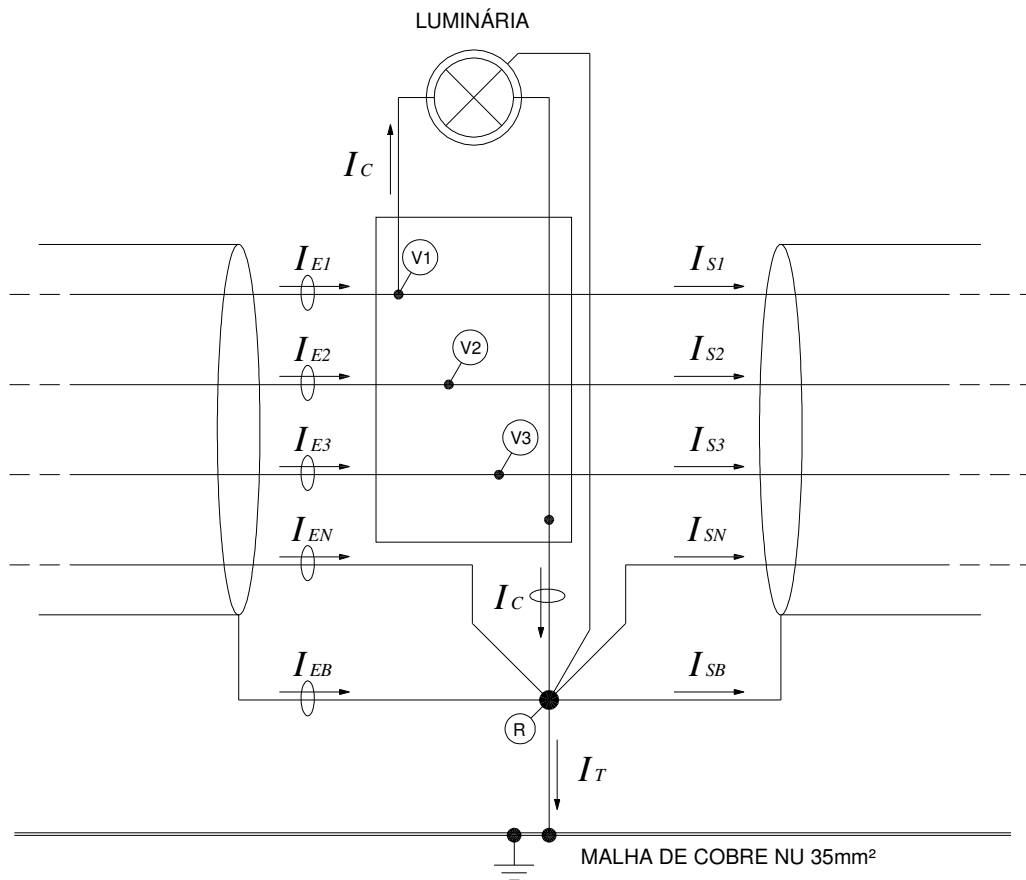 LUMINÁRIA
I C
V1
I E1
I S1
V2
I E2
I S2
V3
I E3
I S3
I EN
I SN
I C
I EB
I SB
R
I T
MALHA DE COBRE NU 35mm²